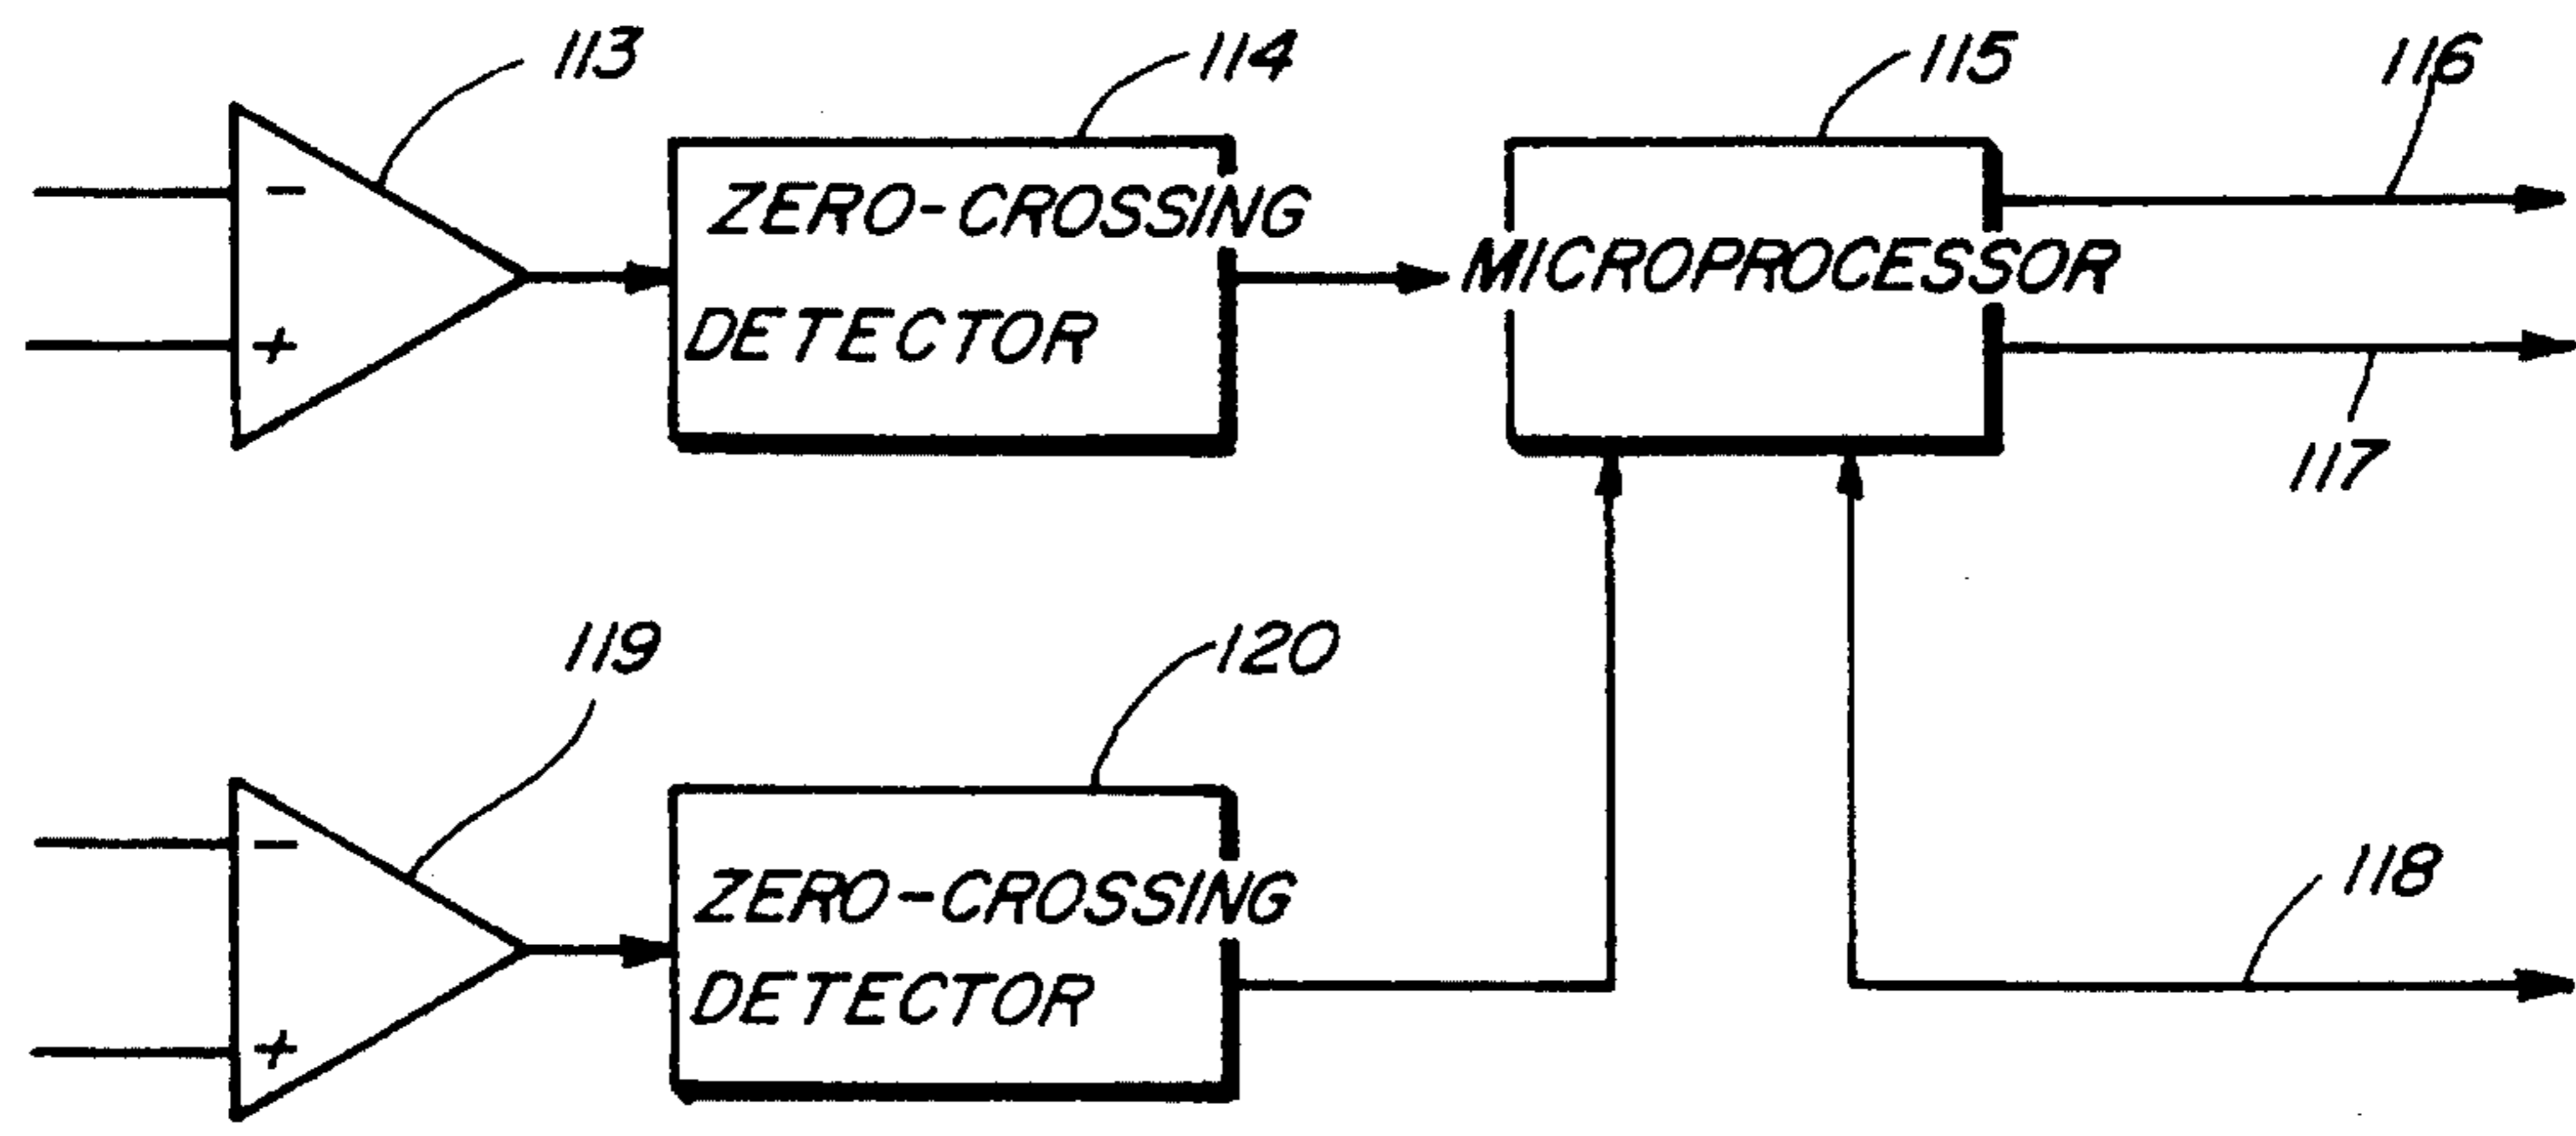 113
114
115
116
-
+
ZERO-CROSSING
DETECTOR
MICROPROCESSOR
117
119
120
118
-
+
ZERO-CROSSING
DETECTOR